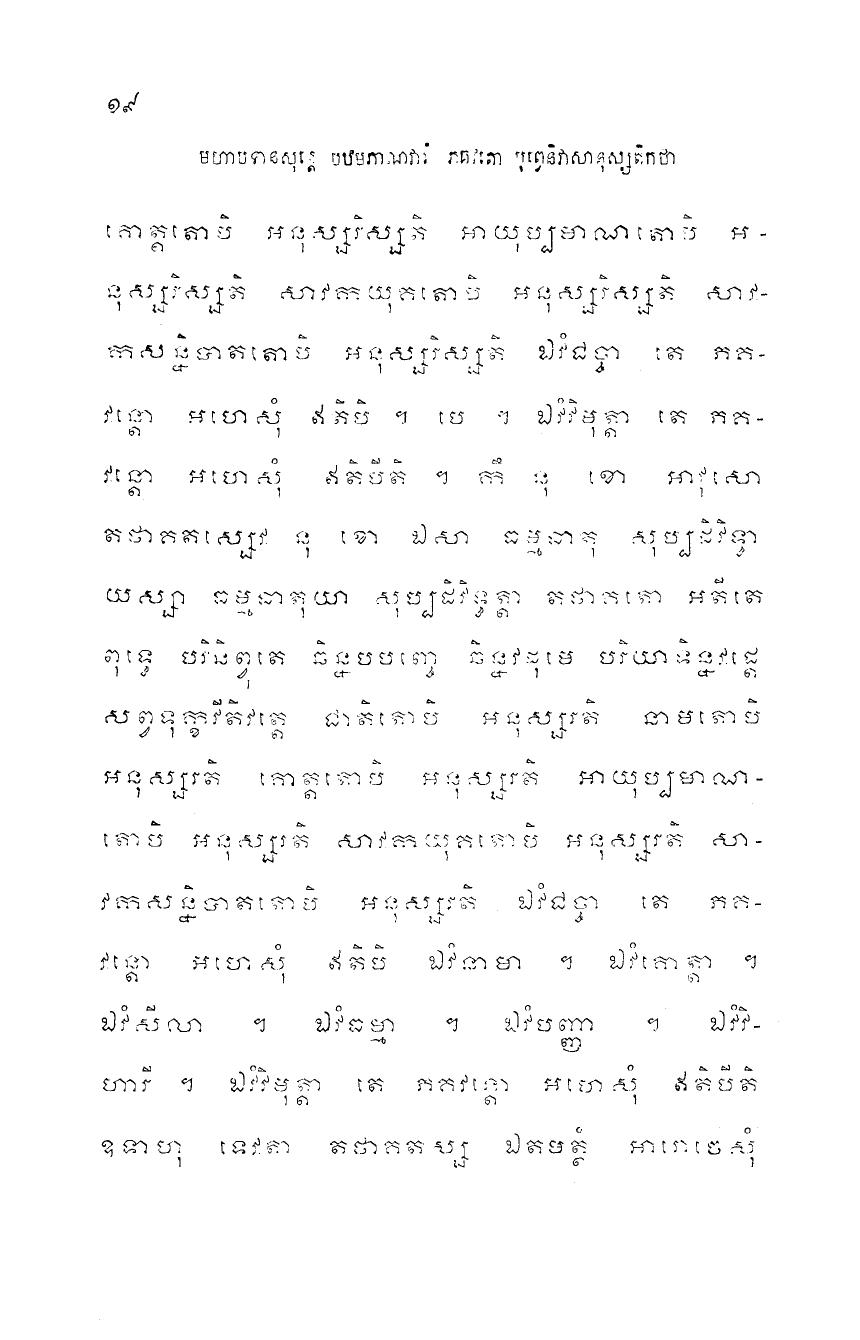 ១៩
មហាបទានសុត្តេ បឋមភាណវារំ ភគវតោ បុព្វេនិវាសានុស្សតិកថា
គោត្តតោបិ អនុស្សរិស្សតិ អាយុប្បមាណតោបិ អ-
នុស្សរិស្សតិ សាវកយុគតោបិ អនុស្សរិស្សតិ សាវ-
កសន្និបាតតោបិ អនុស្សរិស្សតិ ឯវំជច្ចា តេ ភគ-
វន្តោ អហេសុំ ឥតិបិ ។ បេ ។ ឯវំវិមុត្តា តេ ភគ-
វន្តោ អហេសុំ ឥតិបីតិ ។ កឹ នុ ខោ អាវុសោ
តថាគតស្សេវ នុ ខោ ឯសា ធម្មធាតុ សុប្បដិវិទ្ធា
យស្សា ធម្មធាតុយា សុប្បដិវិទ្ធត្តា តថាគតោ អតីតេ
ពុទ្ធេ បរិនិព្វុតេ ឆិន្នបបញ្ចេ ឆិន្នវដុមេ បរិយាទិន្នវដ្ដេ
សព្វទុក្ខវីតិវត្តេ ជាតិតោបិ អនុស្សរតិ នាមតោបិ
អនុស្សរតិ គោត្តតោបិ អនុស្សរតិ អាយុប្បមាណ-
តោបិ អនុស្សរតិ សាវកយុគតោបិ អនុស្សរតិ សា-
វកសន្និបាតតោបិ អនុស្សរតិ ឯវំជច្ចា តេ ភគ-
វន្តោ អហេសុំ ឥតិបិ ឯវំនាមា ។ ឯវំគោត្តា ។
ឯវំសីលា ។ ឯវំធម្មា ។ ឯវំបញ្ញា ។ ឯវំវិ-
ហារី ។ ឯវំវិមុត្តា តេ ភគវន្តោ អហេសុំ ឥតិបីតិ
ឧទាហុ ទេវតា តថាគតស្ស ឯតមត្ថំ អារោចេសុំ